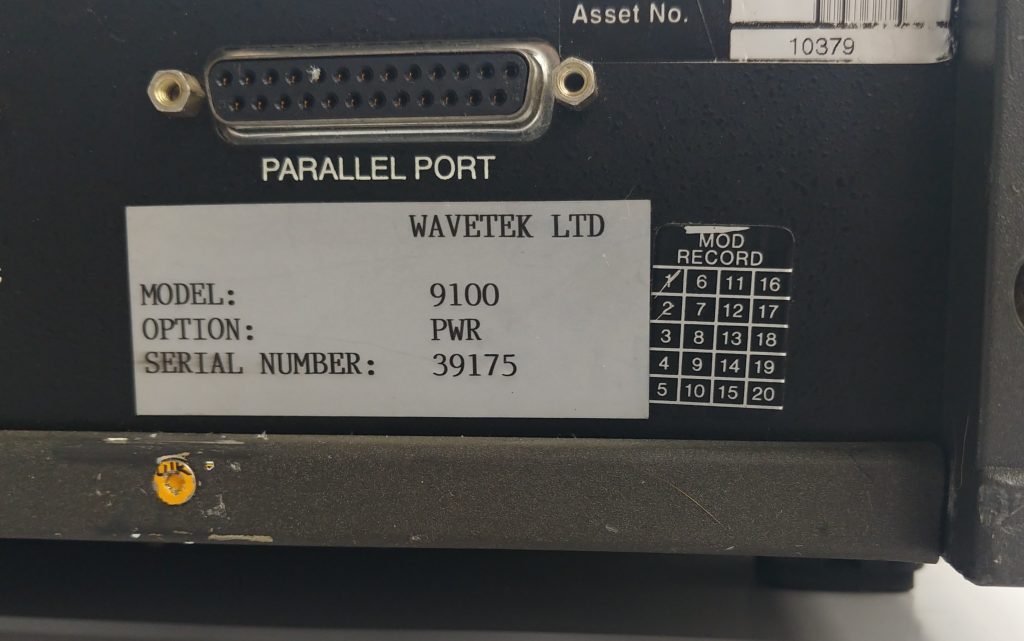 Asset No.
10379
PARALLEL PORT
WAVETEK LTD
MODEL: 9100
OPTION: PWR
SERIAL NUMBER: 39175
MOD
RECORD
1 6 11 16
2 7 12 17
3 8 13 18
4 9 14 19
5 10 15 20